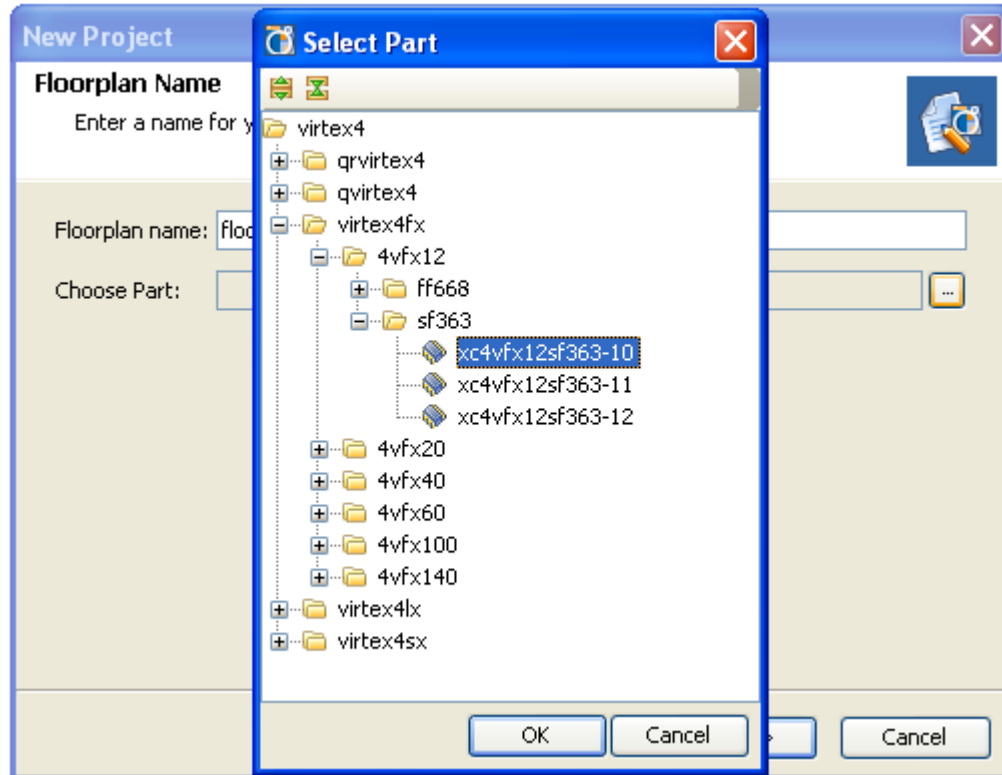 New Project
Select Part
Floorplan Name
Enter a name for y
virtex4
qrvirtex4
qvirtex4
virtex4fx
Floorplan name: floo
4vfx12
Choose Part:
ff668
...
sf363
xc4vfx12sf363-10
xc4vfx12sf363-11
xc4vfx12sf363-12
4vfx20
4vfx40
4vfx60
4vfx100
4vfx140
virtex4lx
virtex4sx
OK
Cancel
Cancel